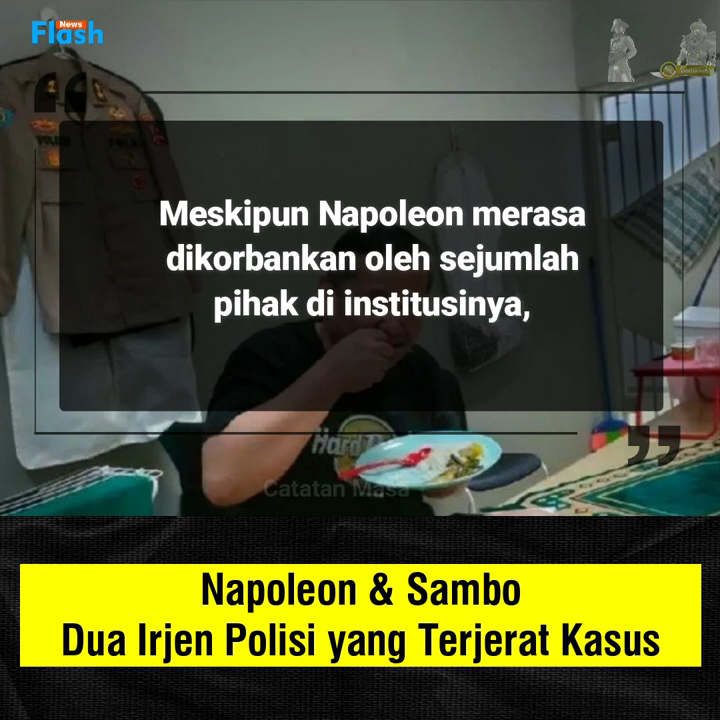 News
Flash
Meskipun Napoleon merasa
dikorbankan oleh sejumlah
pihak di institusinya,
Hard
Catatan Masa
Napoleon & Sambo
Dua Irjen Polisi yang Terjerat Kasus